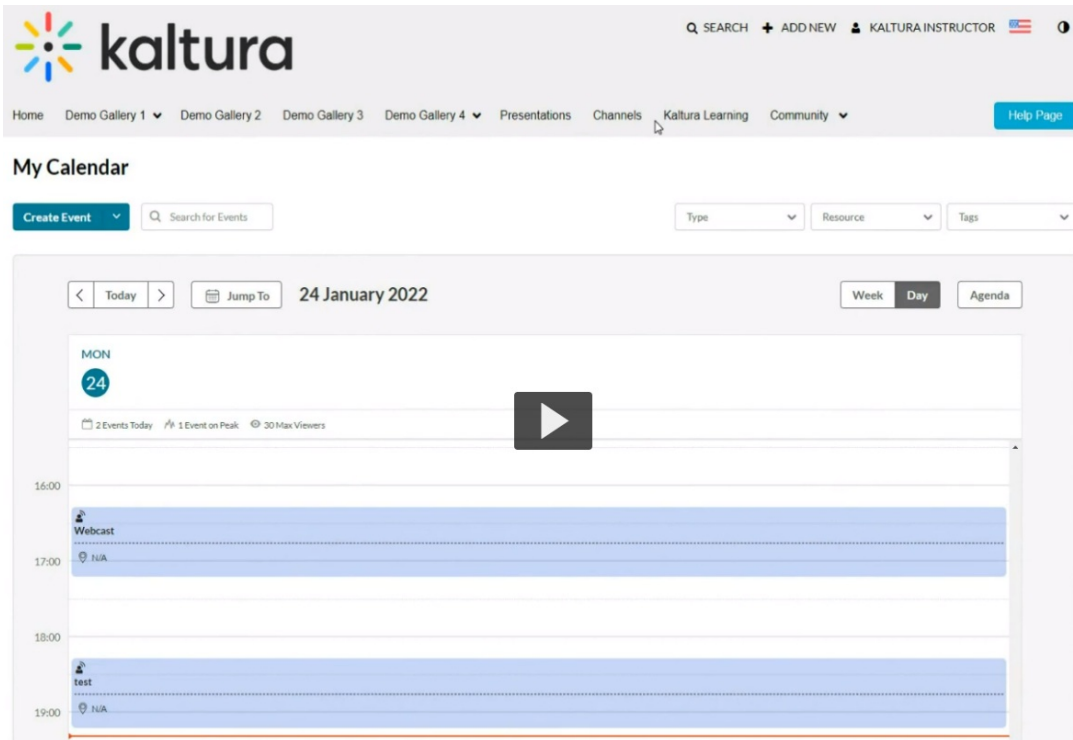 kaltura
SEARCH ADD NEW KALTURA INSTRUCTOR
Home Demo Gallery 1 Demo Gallery 2 Demo Gallery 3 Demo Gallery 4 Presentations Channels Kaltura Learning Community Help Page
My Calendar
Create Event Search for Events Type Resource Tags
Today Jump To 24 January 2022 Week Day Agenda
MON
24
2 Events Today 1 Event on Peak 30 Max Viewers
16:00
Webcast
N/A
17:00
18:00
test
N/A
19:00